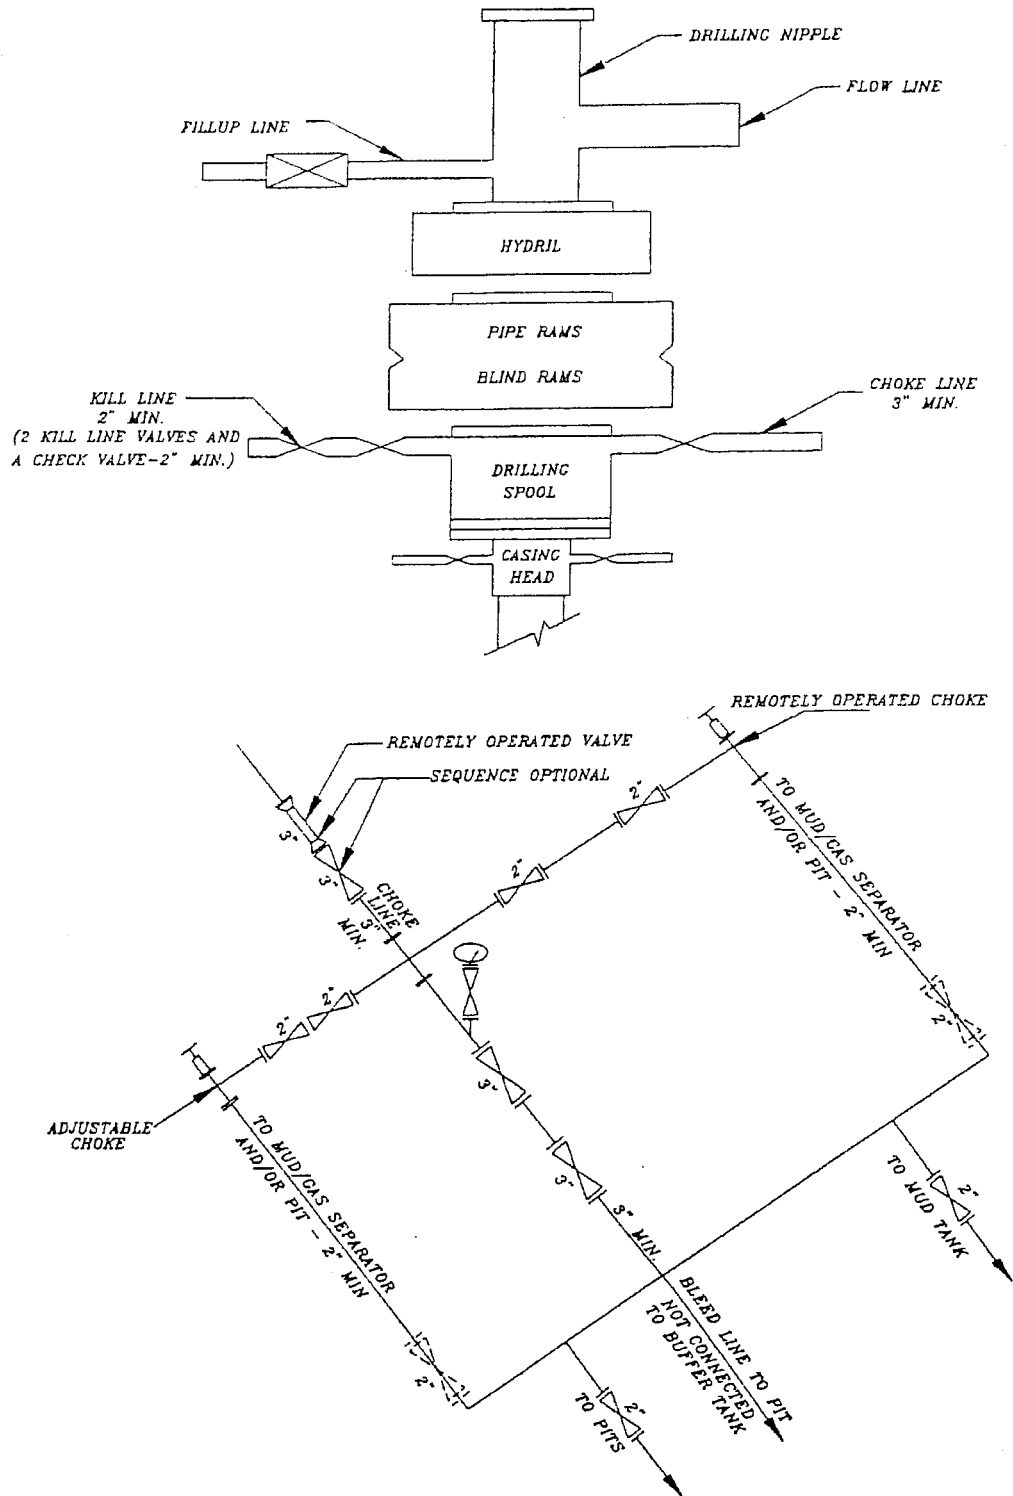 DRILLING NIPPLE
FLOW LINE
FILLUP LINE
HYDRIL
PIPE RAMS
BLIND RAMS
KILL LINE
2" MIN.
(2 KILL LINE VALVES AND
A CHECK VALVE-2" MIN.)
CHOKE LINE
3" MIN.
DRILLING
SPOOL
CASING
HEAD
REMOTELY OPERATED CHOKE
REMOTELY OPERATED VALVE
SEQUENCE OPTIONAL
3"
3"
CHOKE
LINE
3"
MIN.
2"
2"
TO MUD/GAS SEPARATOR
AND/OR PIT - 2" MIN
2"
2"
2"
3"
ADJUSTABLE
CHOKE
TO MUD/GAS SEPARATOR
AND/OR PIT - 2" MIN
3"
3" MIN.
2"
TO MUD TANK
BLEED LINE TO PIT
NOT CONNECTED
TO BUFFER TANK
2"
2"
TO PITS